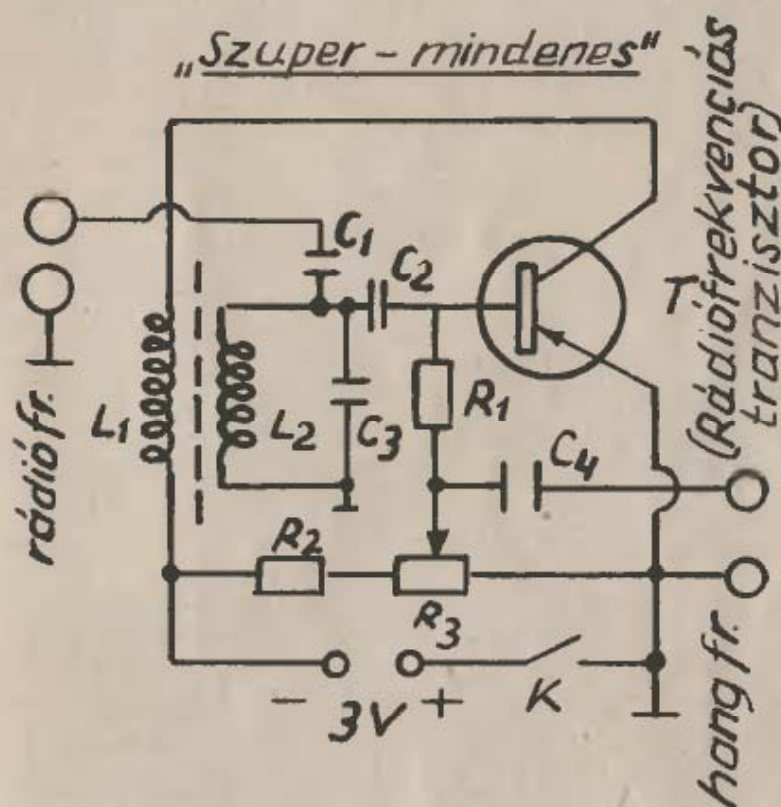 „Szuper - mindenes"
(Rádiófrekvenciás
tranzisztor)
C1
C2
T
rádió fr.
L1
L2
C3
R1
C4
R2
R3
- 3V +
K
hang fr.